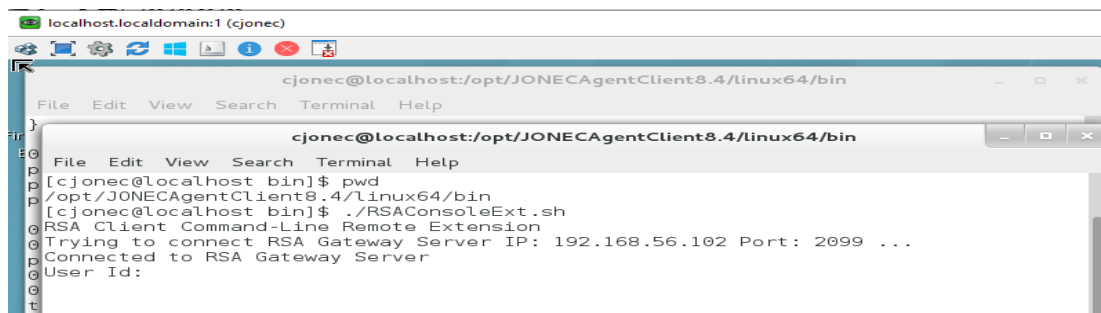 localhost.localdomain:1 (cjonec)
cjonec@localhost:/opt/JONECAgentClient8.4/linux64/bin
File Edit View Search Terminal Help
}
cjonec@localhost:/opt/JONECAgentClient8.4/linux64/bin
File Edit View Search Terminal Help
[cjonec@localhost bin]$ pwd
/opt/JONECAgentClient8.4/linux64/bin
[cjonec@localhost bin]$ ./RSAConsoleExt.sh
RSA Client Command-Line Remote Extension
Trying to connect RSA Gateway Server IP: 192.168.56.102 Port: 2099 ...
Connected to RSA Gateway Server
User Id: